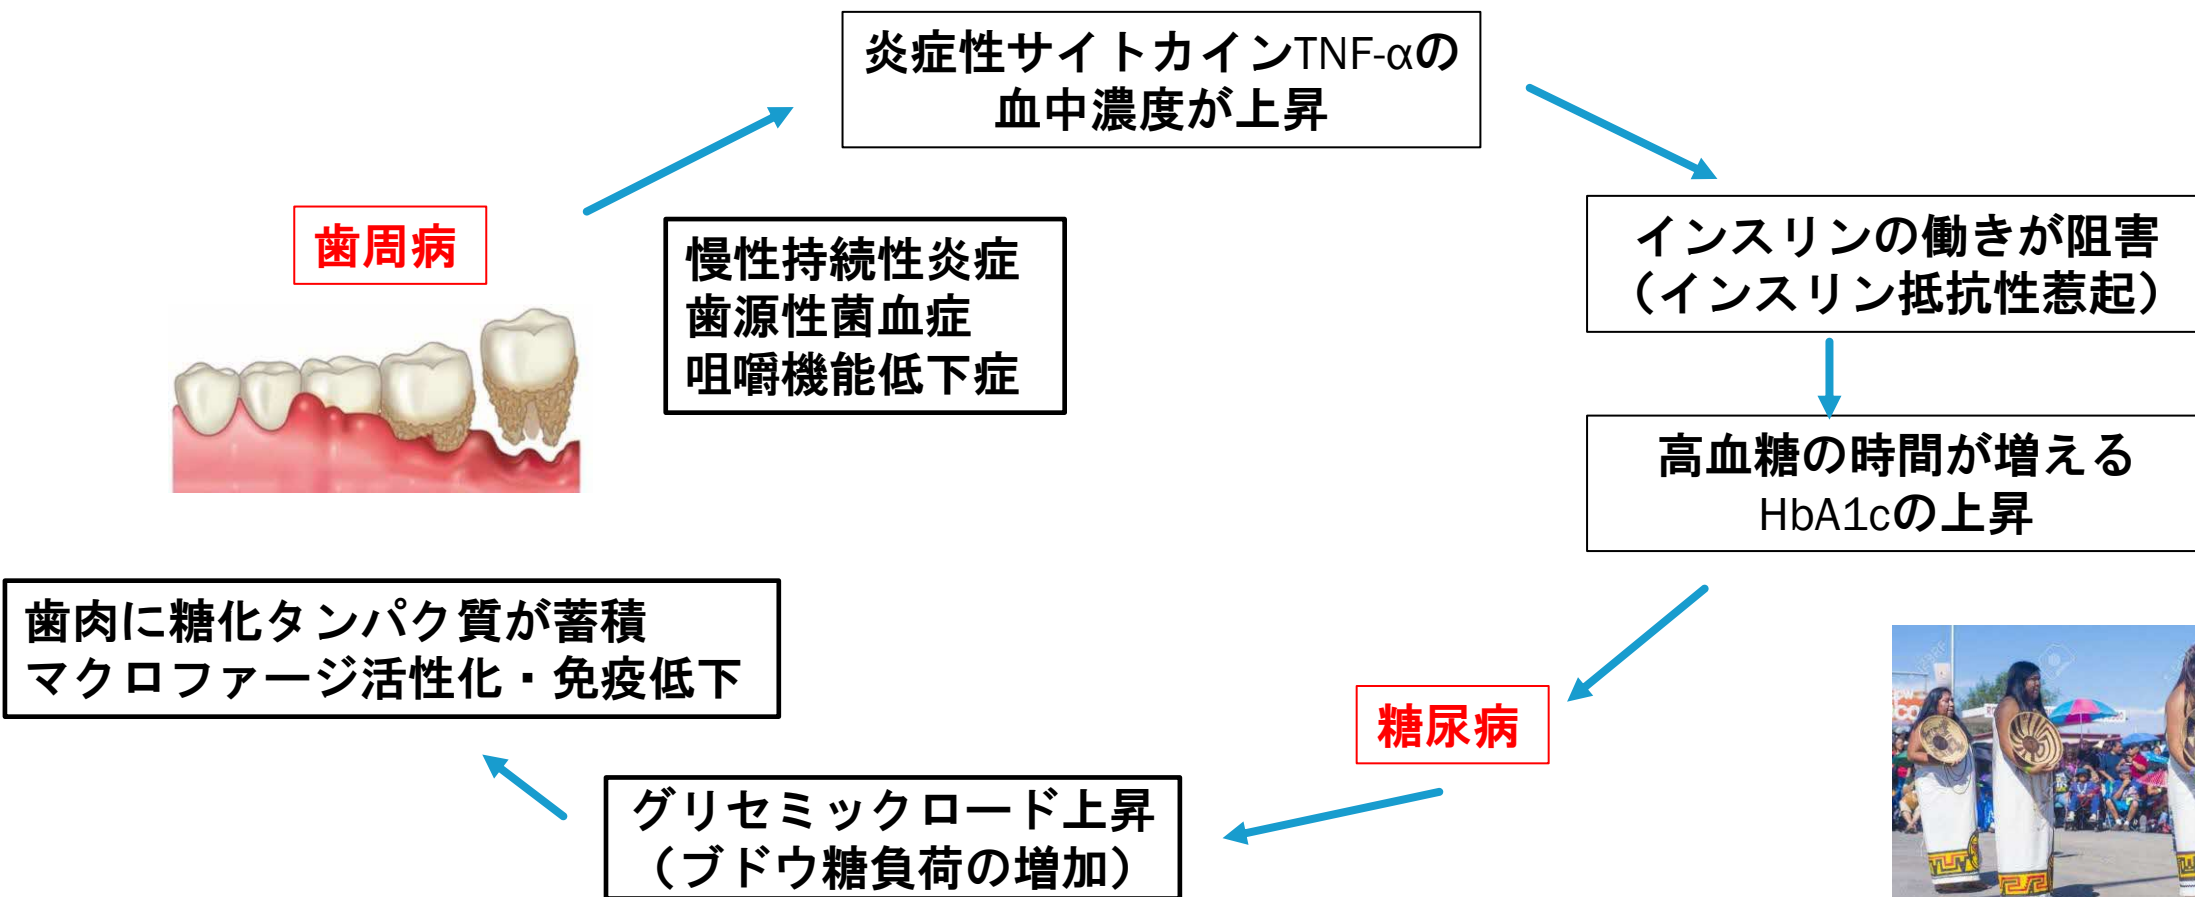 炎症性サイトカインTNF-αの
血中濃度が上昇
歯周病
慢性持続性炎症
歯源性菌血症
咀嚼機能低下症
インスリンの働きが阻害
（インスリン抵抗性惹起）
高血糖の時間が増える
HbA1cの上昇
歯肉に糖化タンパク質が蓄積
マクロファージ活性化・免疫低下
糖尿病
グリセミックロード上昇
（ブドウ糖負荷の増加）